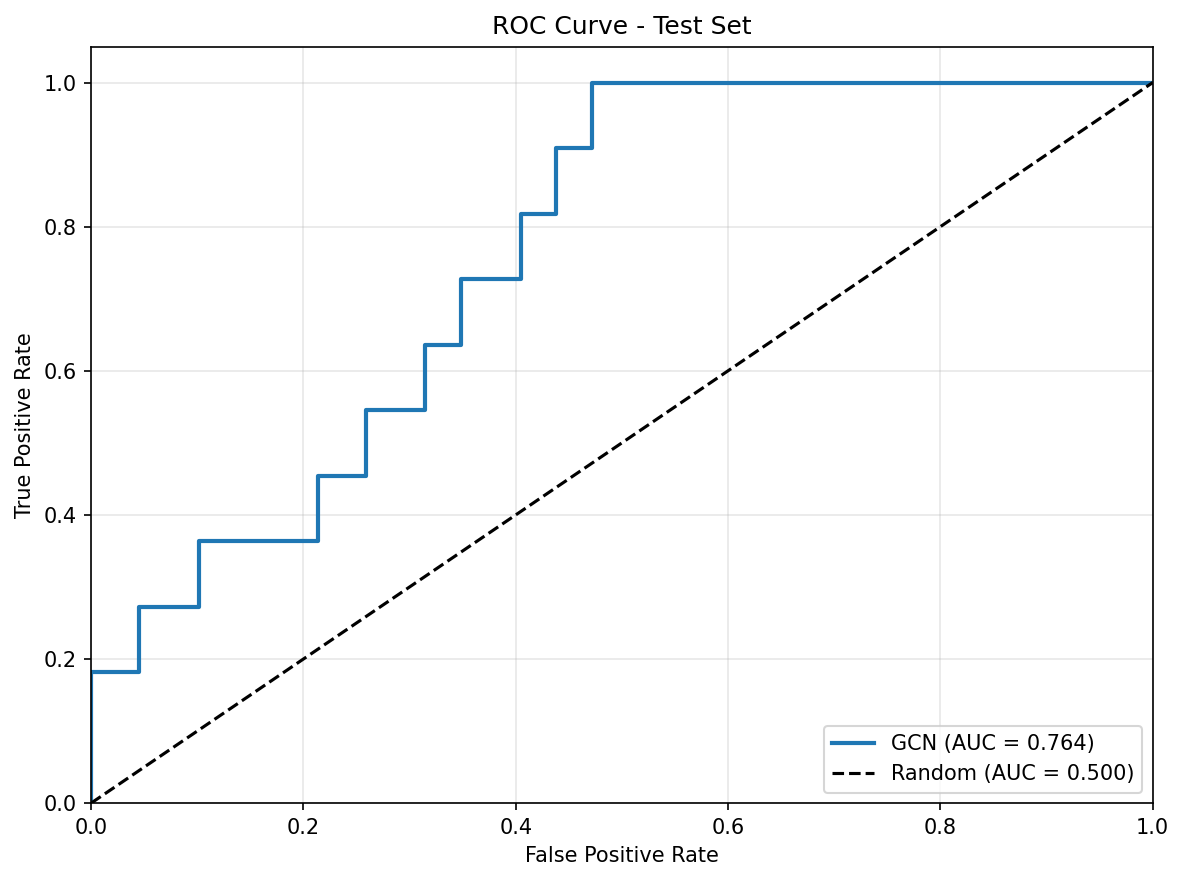 ROC Curve - Test Set
True Positive Rate
1.0
0.8
0.6
0.4
0.2
0.0
0.0 0.2 0.4 0.6 0.8 1.0
False Positive Rate
GCN (AUC = 0.764)
Random (AUC = 0.500)